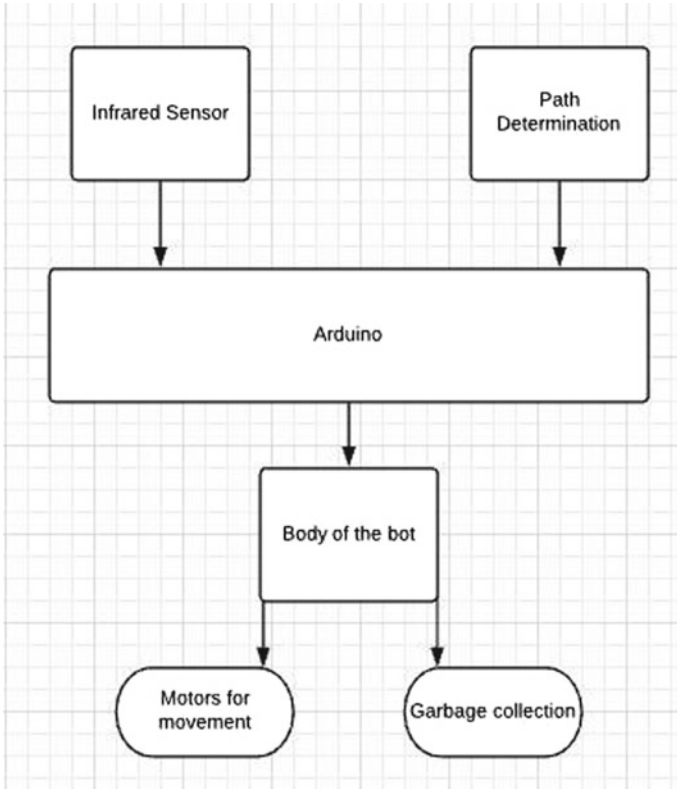 Infrared Sensor
Path
Determination
Arduino
Body of the bot
Motors for
movement
Garbage collection